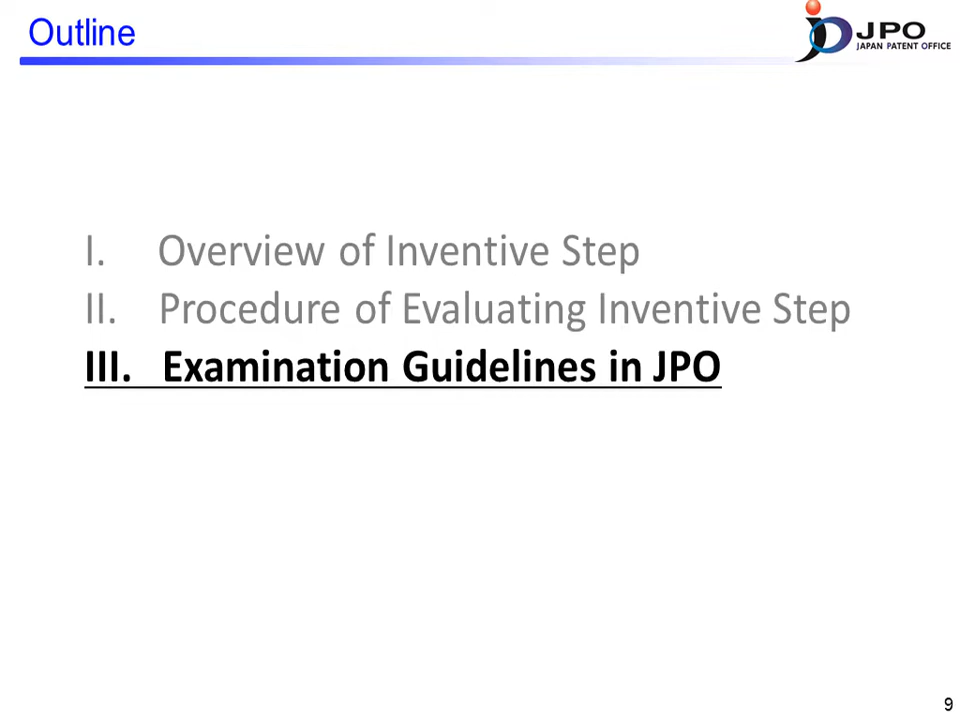 Outline
JPO
JAPAN PATENT OFFICE
I. Overview of Inventive Step
II. Procedure of Evaluating Inventive Step
III. Examination Guidelines in JPO
9